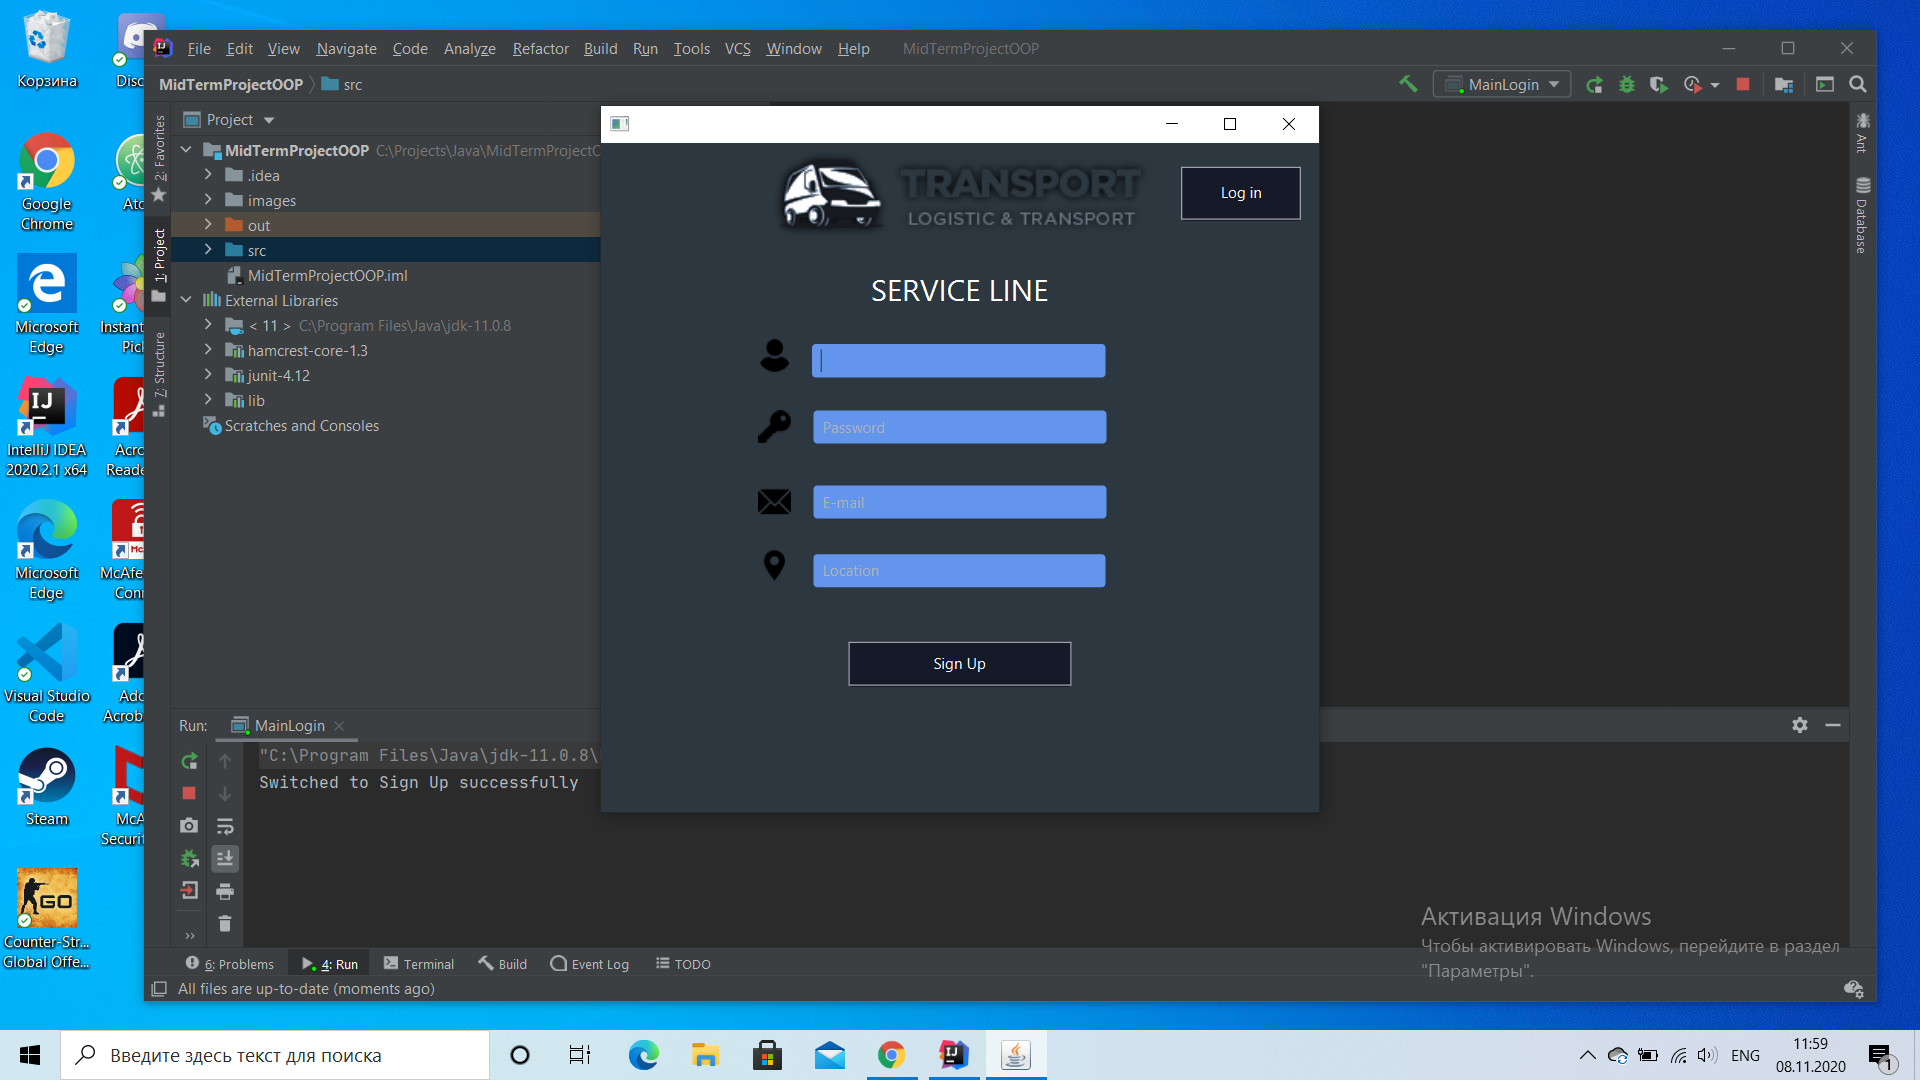 Корзина
Google
Chrome
Microsoft
Edge
IntelliJ IDEA
2020.2.1 x64
Microsoft
Edge
Visual Studio
Code
Steam
Counter-Str...
Global Offe...
Disc
Ato
Instant
Pick
Acro
Reade
McAfe
Conn
Ado
Acrob
McA
Securit
File Edit View Navigate Code Analyze Refactor Build Run Tools VCS Window Help MidTermProjectOOP
MidTermProjectOOP src
MainLogin
2: Favorites
1: Project
7: Structure
Project
MidTermProjectOOP C:\Projects\Java\MidTermProjectO
.idea
images
out
src
MidTermProjectOOP.iml
External Libraries
< 11 > C:\Program Files\Java\jdk-11.0.8
hamcrest-core-1.3
junit-4.12
lib
Scratches and Consoles
Ant
Database
TRANSPORT
LOGISTIC & TRANSPORT
Log in
SERVICE LINE
Password
E-mail
Location
Sign Up
Run: MainLogin
"C:\Program Files\Java\jdk-11.0.8\
Switched to Sign Up successfully
Активация Windows
Чтобы активировать Windows, перейдите в раздел
"Параметры".
6: Problems 4: Run Terminal Build Event Log TODO
All files are up-to-date (moments ago)
Введите здесь текст для поиска
ENG
11:59
08.11.2020
1